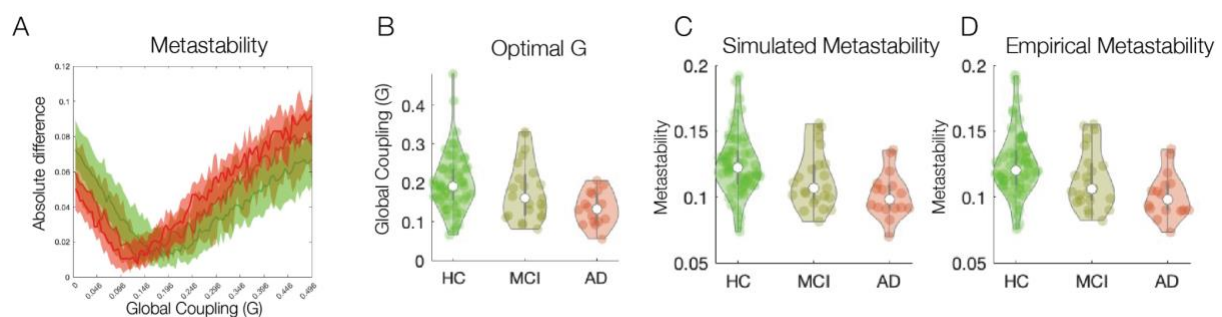 A
Metastability
Absolute difference
0.12
0.1
0.08
0.06
0.04
0.02
0
0 0.046 0.096 0.146 0.196 0.246 0.296 0.346 0.396 0.446 0.496
Global Coupling (G)
B
Optimal G
Global Coupling (G)
0.4
0.3
0.2
0.1
0
HC MCI AD
C
Simulated Metastability
Metastability
0.2
0.15
0.1
0.05
HC MCI AD
D
Empirical Metastability
Metastability
0.2
0.15
0.1
0.05
HC MCI AD